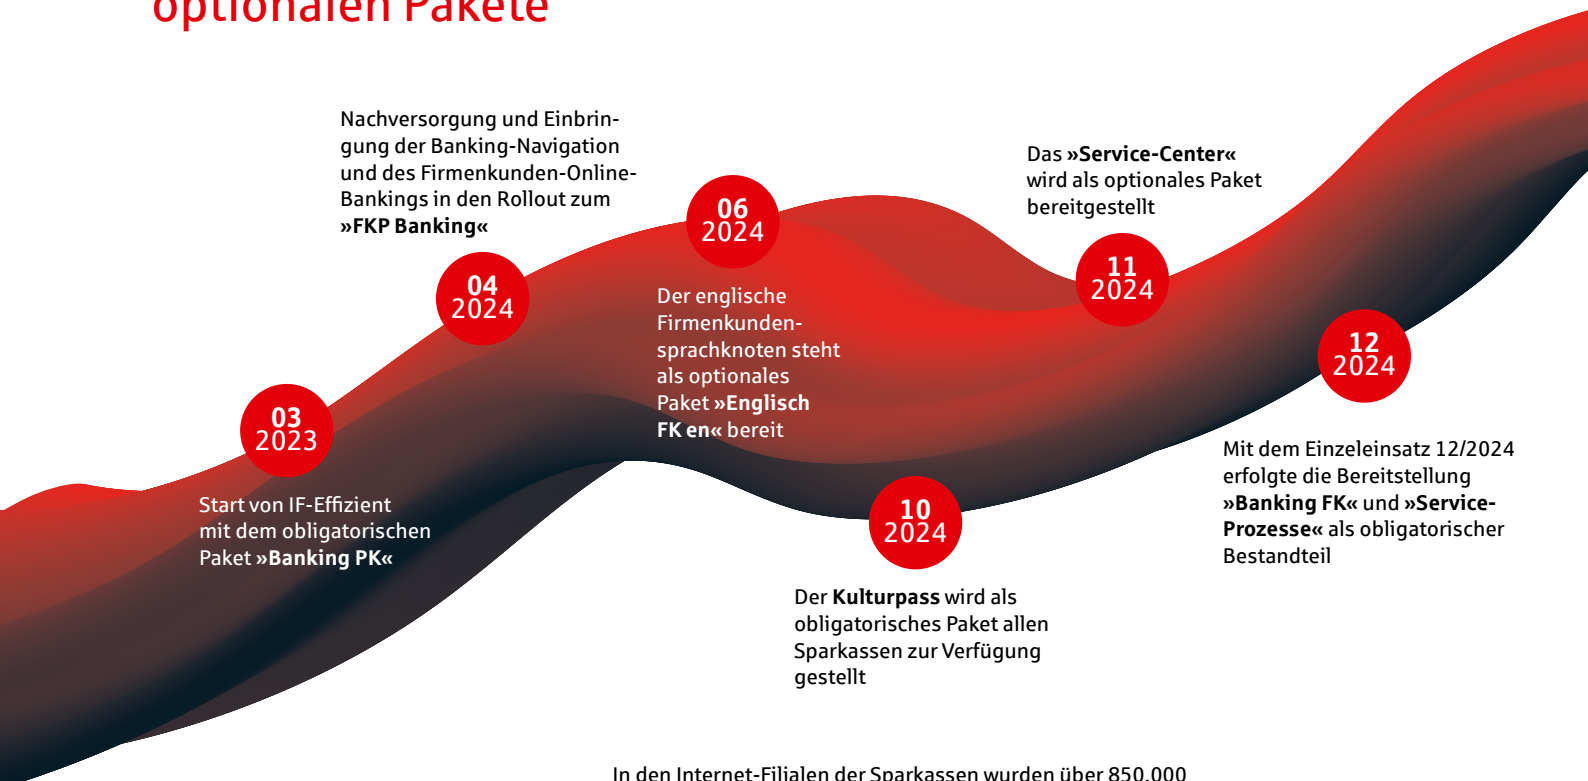 optionalen Pakete
Nachversorgung und Einbrin-
gung der Banking-Navigation
und des Firmenkunden-Online-
Bankings in den Rollout zum
»FKP Banking«
04
2024
03
2023
Start von IF-Effizient
mit dem obligatorischen
Paket »Banking PK«
06
2024
Der englische
Firmenkunden-
sprachknoten steht
als optionales
Paket »Englisch
FK en« bereit
10
2024
Der Kulturpass wird als
obligatorisches Paket allen
Sparkassen zur Verfügung
gestellt
Das »Service-Center«
wird als optionales Paket
bereitgestellt
11
2024
12
2024
Mit dem Einzeleinsatz 12/2024
erfolgte die Bereitstellung
»Banking FK« und »Service-
Prozesse« als obligatorischer
Bestandteil
In den Internet-Filialen der Sparkassen wurden über 850.000